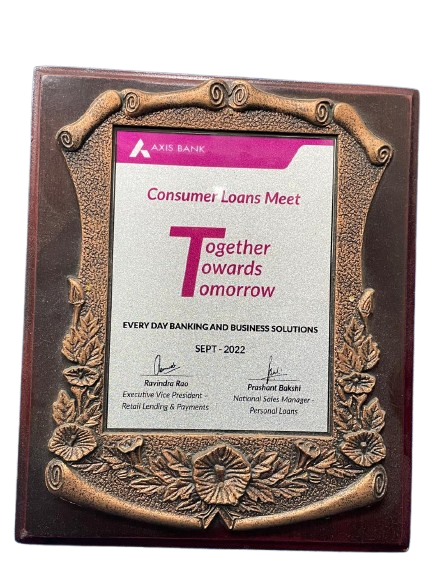 AXIS BANK
Consumer Loans Meet
Together
Towards
Tomorrow
EVERY DAY BANKING AND BUSINESS SOLUTIONS
SEPT - 2022
Ravindra Rao
Executive Vice President -
Retail Lending & Payments
Prashant Bakshi
National Sales Manager -
Personal Loans